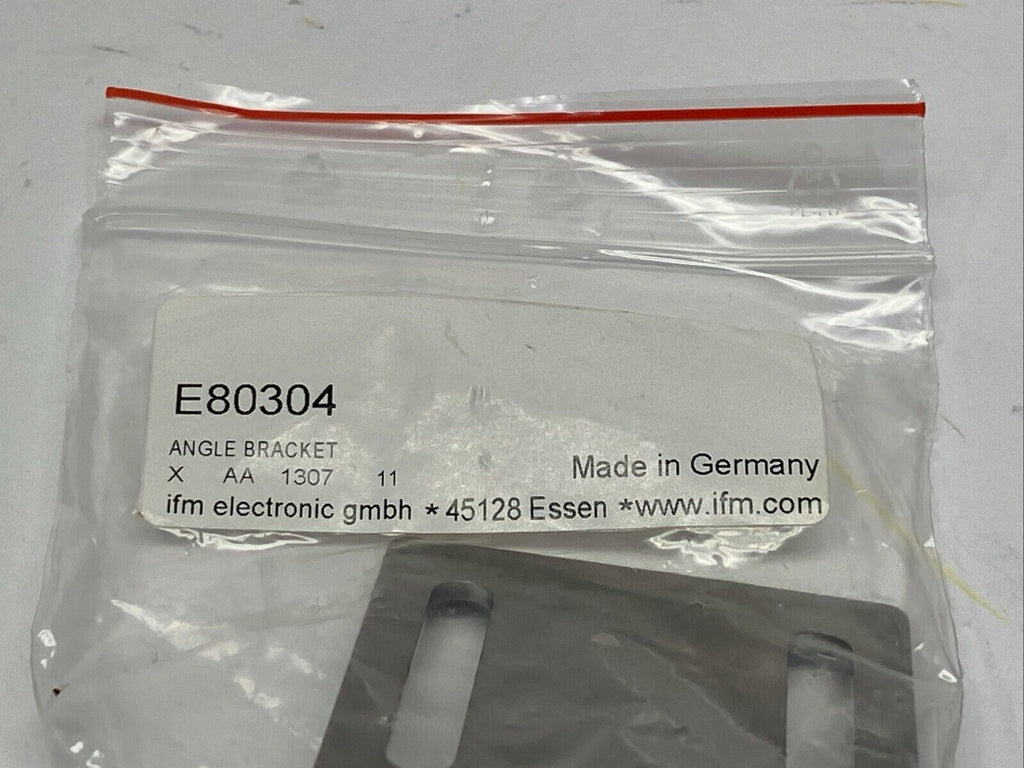 E80304
ANGLE BRACKET
X AA 1307 11
Made in Germany
ifm electronic gmbh * 45128 Essen *www.ifm.com